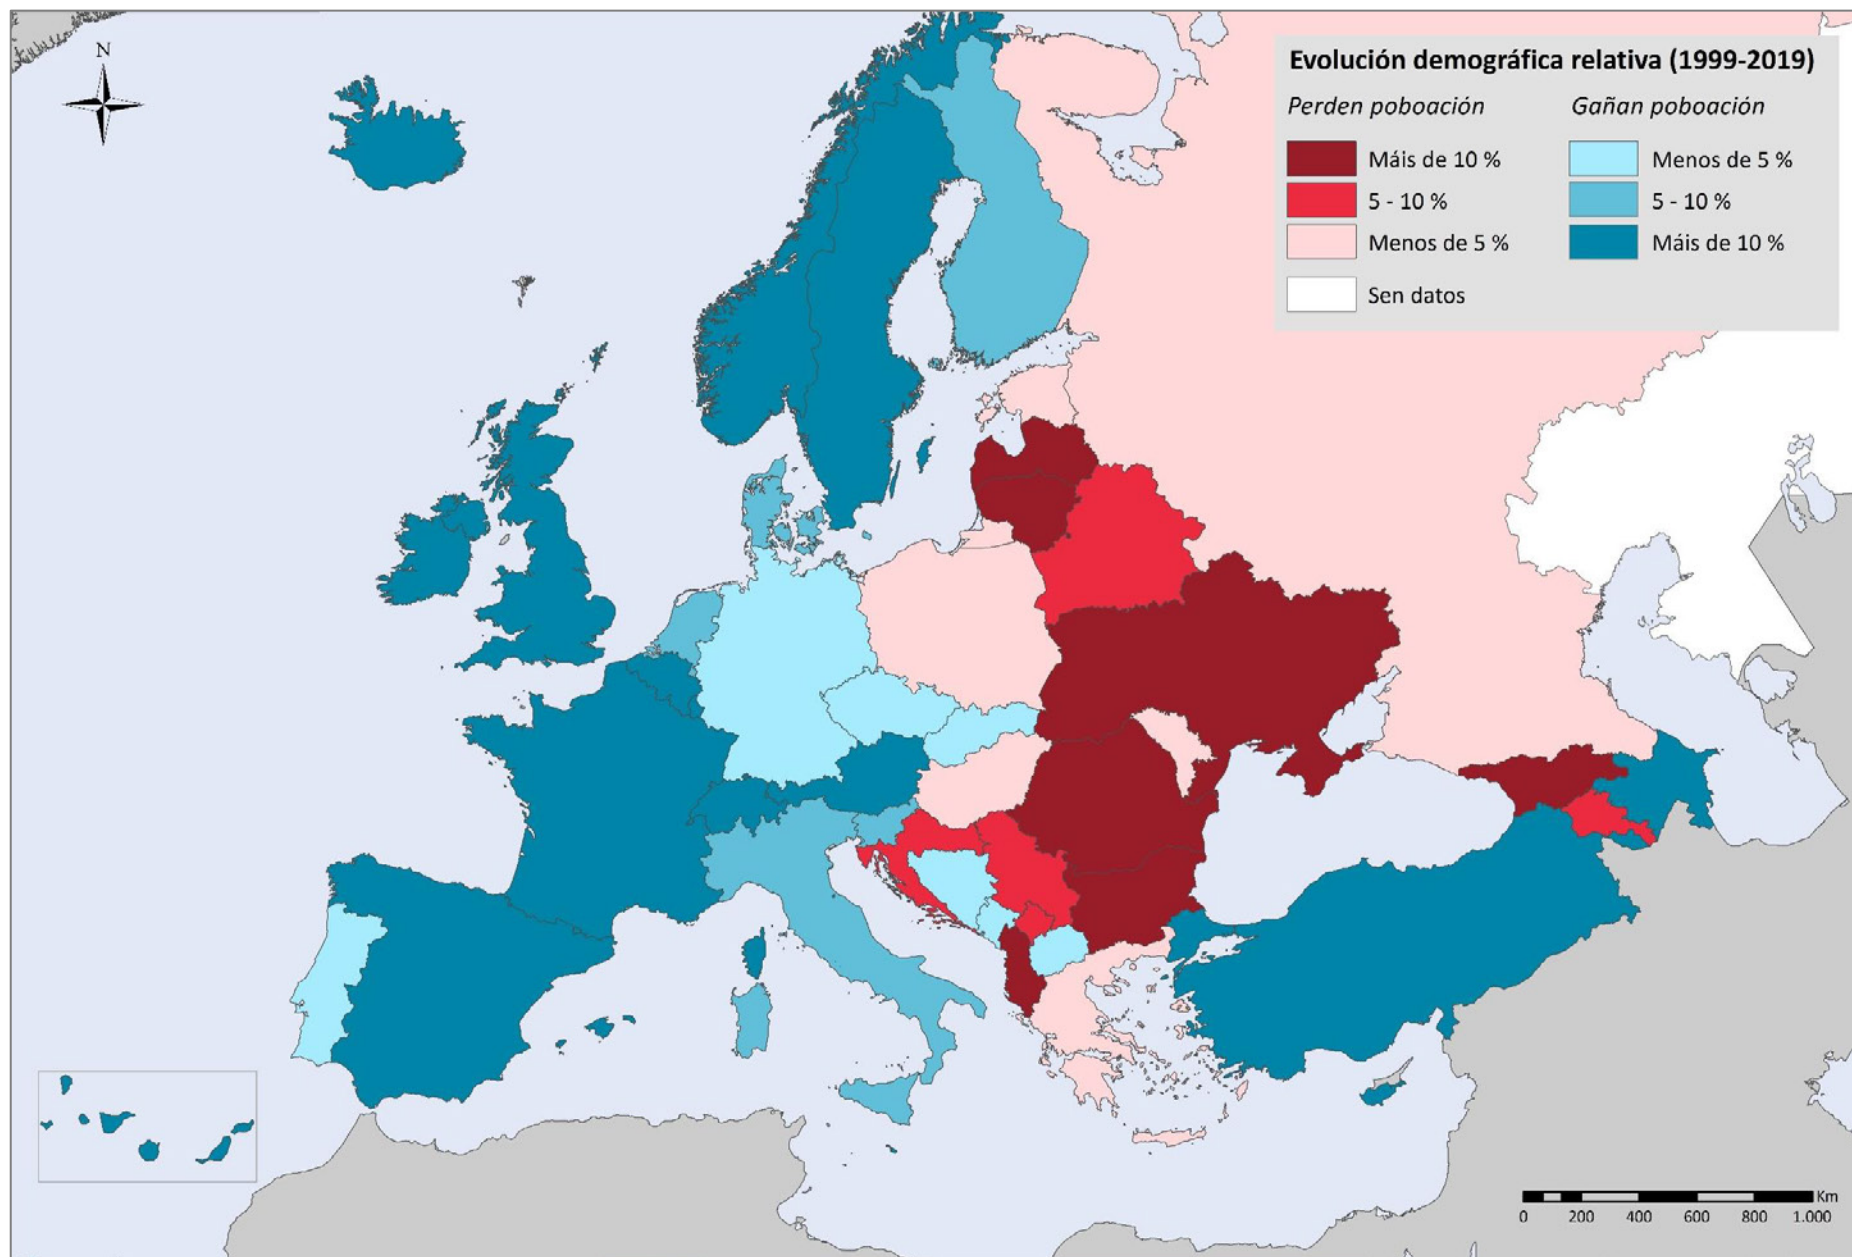 N
Evolución demográfica relativa (1999-2019)
Perden poboación
Gañan poboación
Máis de 10 %
Menos de 5 %
5 - 10 %
5 - 10 %
Menos de 5 %
Máis de 10 %
Sen datos
Km
0 200 400 600 800 1.000